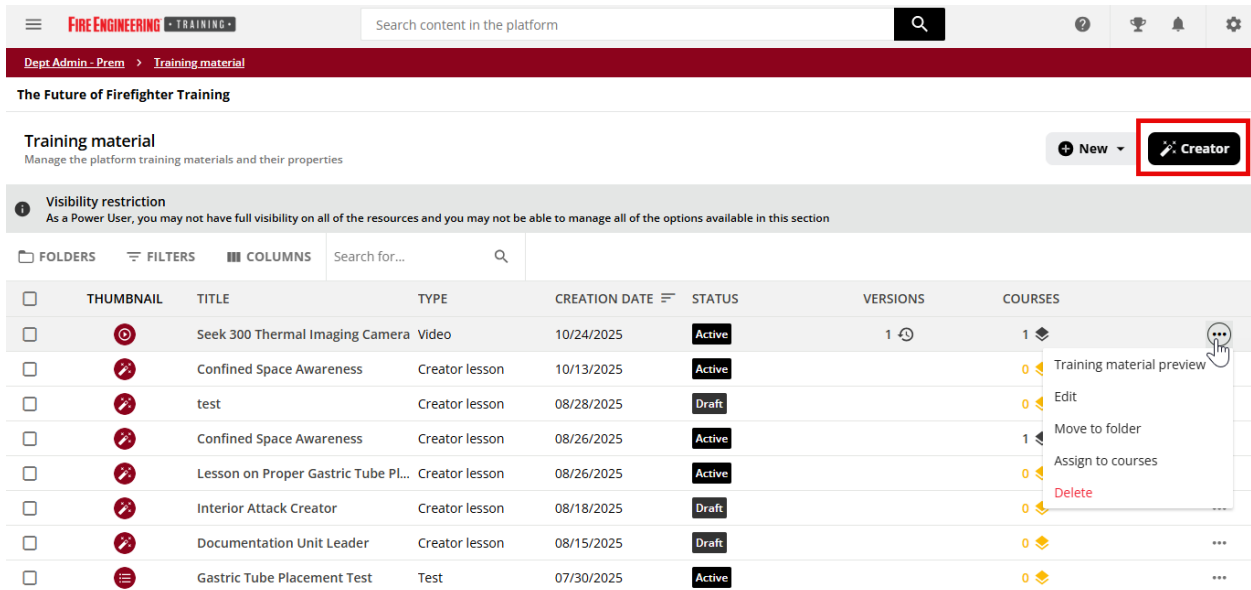 FIRE ENGINEERING • TRAINING •
Search content in the platform
Dept Admin - Prem > Training material
The Future of Firefighter Training
Training material
Manage the platform training materials and their properties
New
Creator
Visibility restriction
As a Power User, you may not have full visibility on all of the resources and you may not be able to manage all of the options available in this section
FOLDERS FILTERS COLUMNS Search for...
THUMBNAIL TITLE TYPE CREATION DATE STATUS VERSIONS COURSES
Seek 300 Thermal Imaging Camera Video 10/24/2025 Active 1 1
Confined Space Awareness Creator lesson 10/13/2025 Active 0
test Creator lesson 08/28/2025 Draft 0
Confined Space Awareness Creator lesson 08/26/2025 Active 1
Lesson on Proper Gastric Tube Pl... Creator lesson 08/26/2025 Active 0
Interior Attack Creator Creator lesson 08/18/2025 Draft 0
Documentation Unit Leader Creator lesson 08/15/2025 Draft 0
Gastric Tube Placement Test Test 07/30/2025 Active 0
Training material preview
Edit
Move to folder
Assign to courses
Delete